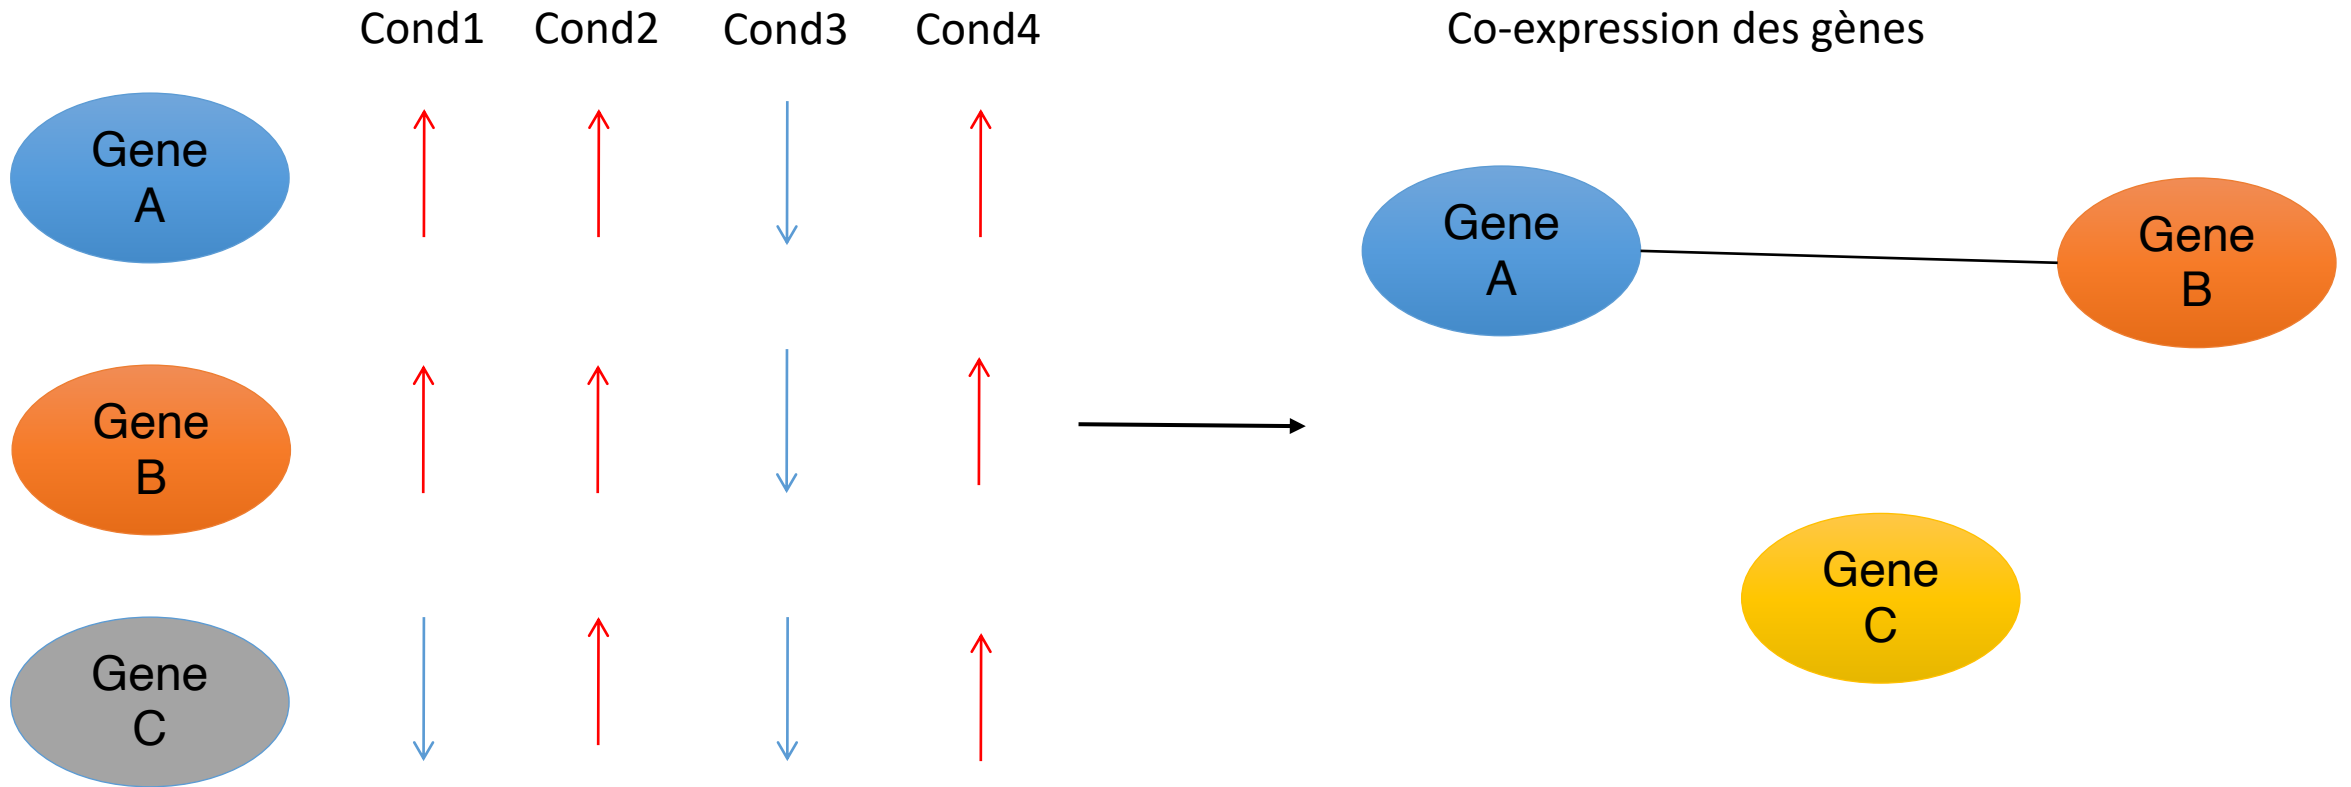 Cond1 Cond2 Cond3 Cond4 Co-expression des gènes
Gene
A
Gene
B
Gene
C
Gene
A
Gene
B
Gene
C